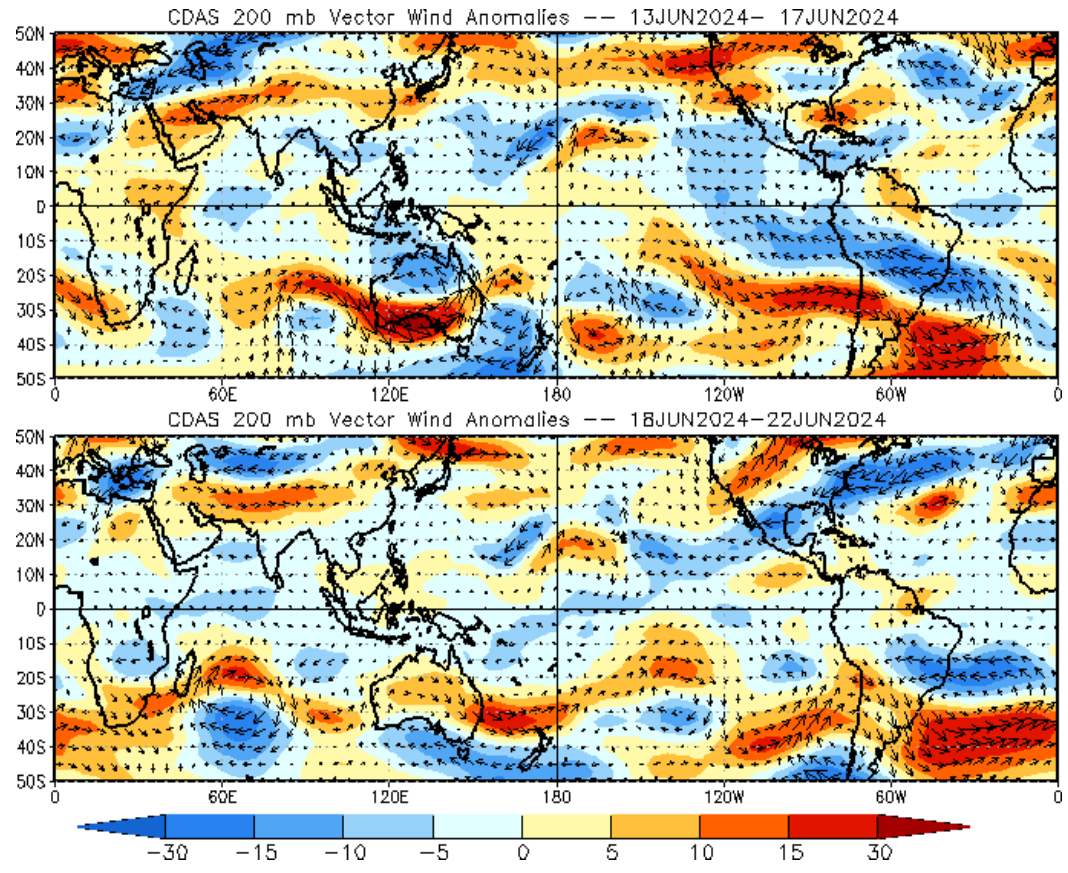 CDAS 200 mb Vector Wind Anomalies -- 13JUN2024- 17JUN2024
50N
40N
30N
20N
10N
0
10S
20S
30S
40S
50S
0 60E 120E 180 120W 60W 0
CDAS 200 mb Vector Wind Anomalies -- 18JUN2024-22JUN2024
50N
40N
30N
20N
10N
0
10S
20S
30S
40S
50S
0 60E 120E 180 120W 60W 0
-30 -15 -10 -5 0 5 10 15 30